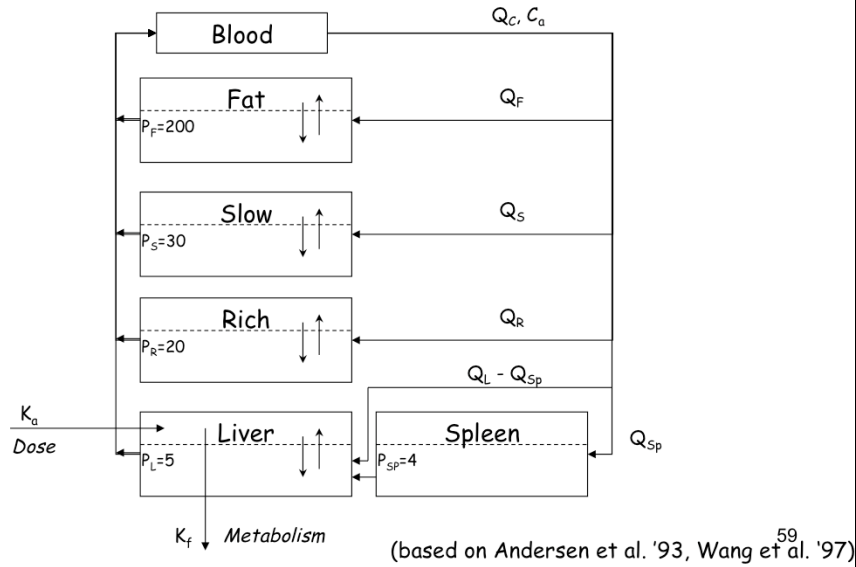 Q_C, C_a
Blood
Fat
Q_F
P_F=200
Slow
Q_S
P_S=30
Rich
Q_R
P_R=20
Q_L - Q_Sp
K_a
Liver
Spleen
Q_Sp
Dose
P_L=5
P_SP=4
K_f
Metabolism
59
(based on Andersen et al. '93, Wang et al. '97)